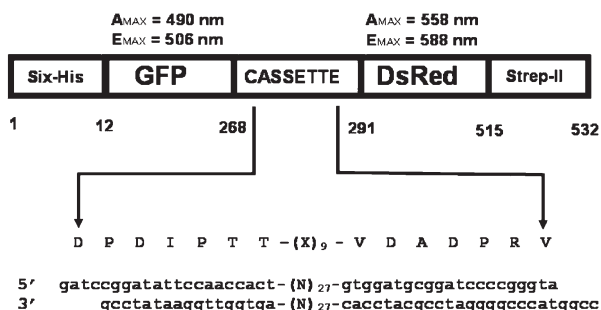 AMAX = 490 nm
EMAX = 506 nm
AMAX = 558 nm
EMAX = 588 nm
Six-His GFP CASSETTE DsRed Strep-II
1 12 268 291 515 532
D P D I P T T –(X)9 – V D A D P R V
5′ gatccggatattccaaccact-(N)27-gtggatgcggatccccgggta
3′ gcctataaggttggtga-(N)27-cacctacgcctaggggcccatggcc